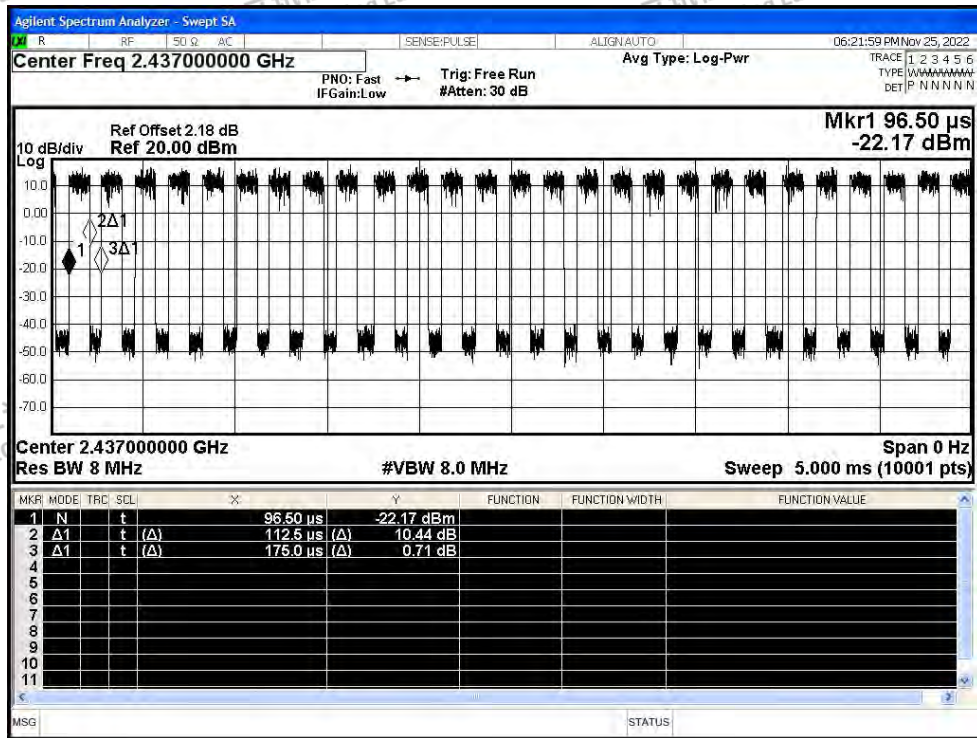 Agilent Spectrum Analyzer - Swept SA
LXI R RF 50 Ω AC SENSE:PULSE ALIGNAUTO 06:21:59 PM Nov 25, 2022
Center Freq 2.437000000 GHz
Avg Type: Log-Pwr
TRACE 1 2 3 4 5 6
TYPE
DET P N N N N N
PNO: Fast
IFGain:Low
Trig: Free Run
#Atten: 30 dB
Mkr1 96.50 µs
-22.17 dBm
Ref Offset 2.18 dB
10 dB/div Ref 20.00 dBm
Log
10.0
0.00
-10.0
-20.0
-30.0
-40.0
-50.0
-60.0
-70.0
2Δ1
1
3Δ1
Center 2.437000000 GHz Span 0 Hz
Res BW 8 MHz #VBW 8.0 MHz Sweep 5.000 ms (10001 pts)
MKR MODE TRC SCL X Y FUNCTION FUNCTION WIDTH FUNCTION VALUE
1 N t 96.50 µs -22.17 dBm
2 Δ1 t (Δ) 112.5 µs (Δ) 10.44 dB
3 Δ1 t (Δ) 175.0 µs (Δ) 0.71 dB
4
5
6
7
8
9
10
11
MSG STATUS